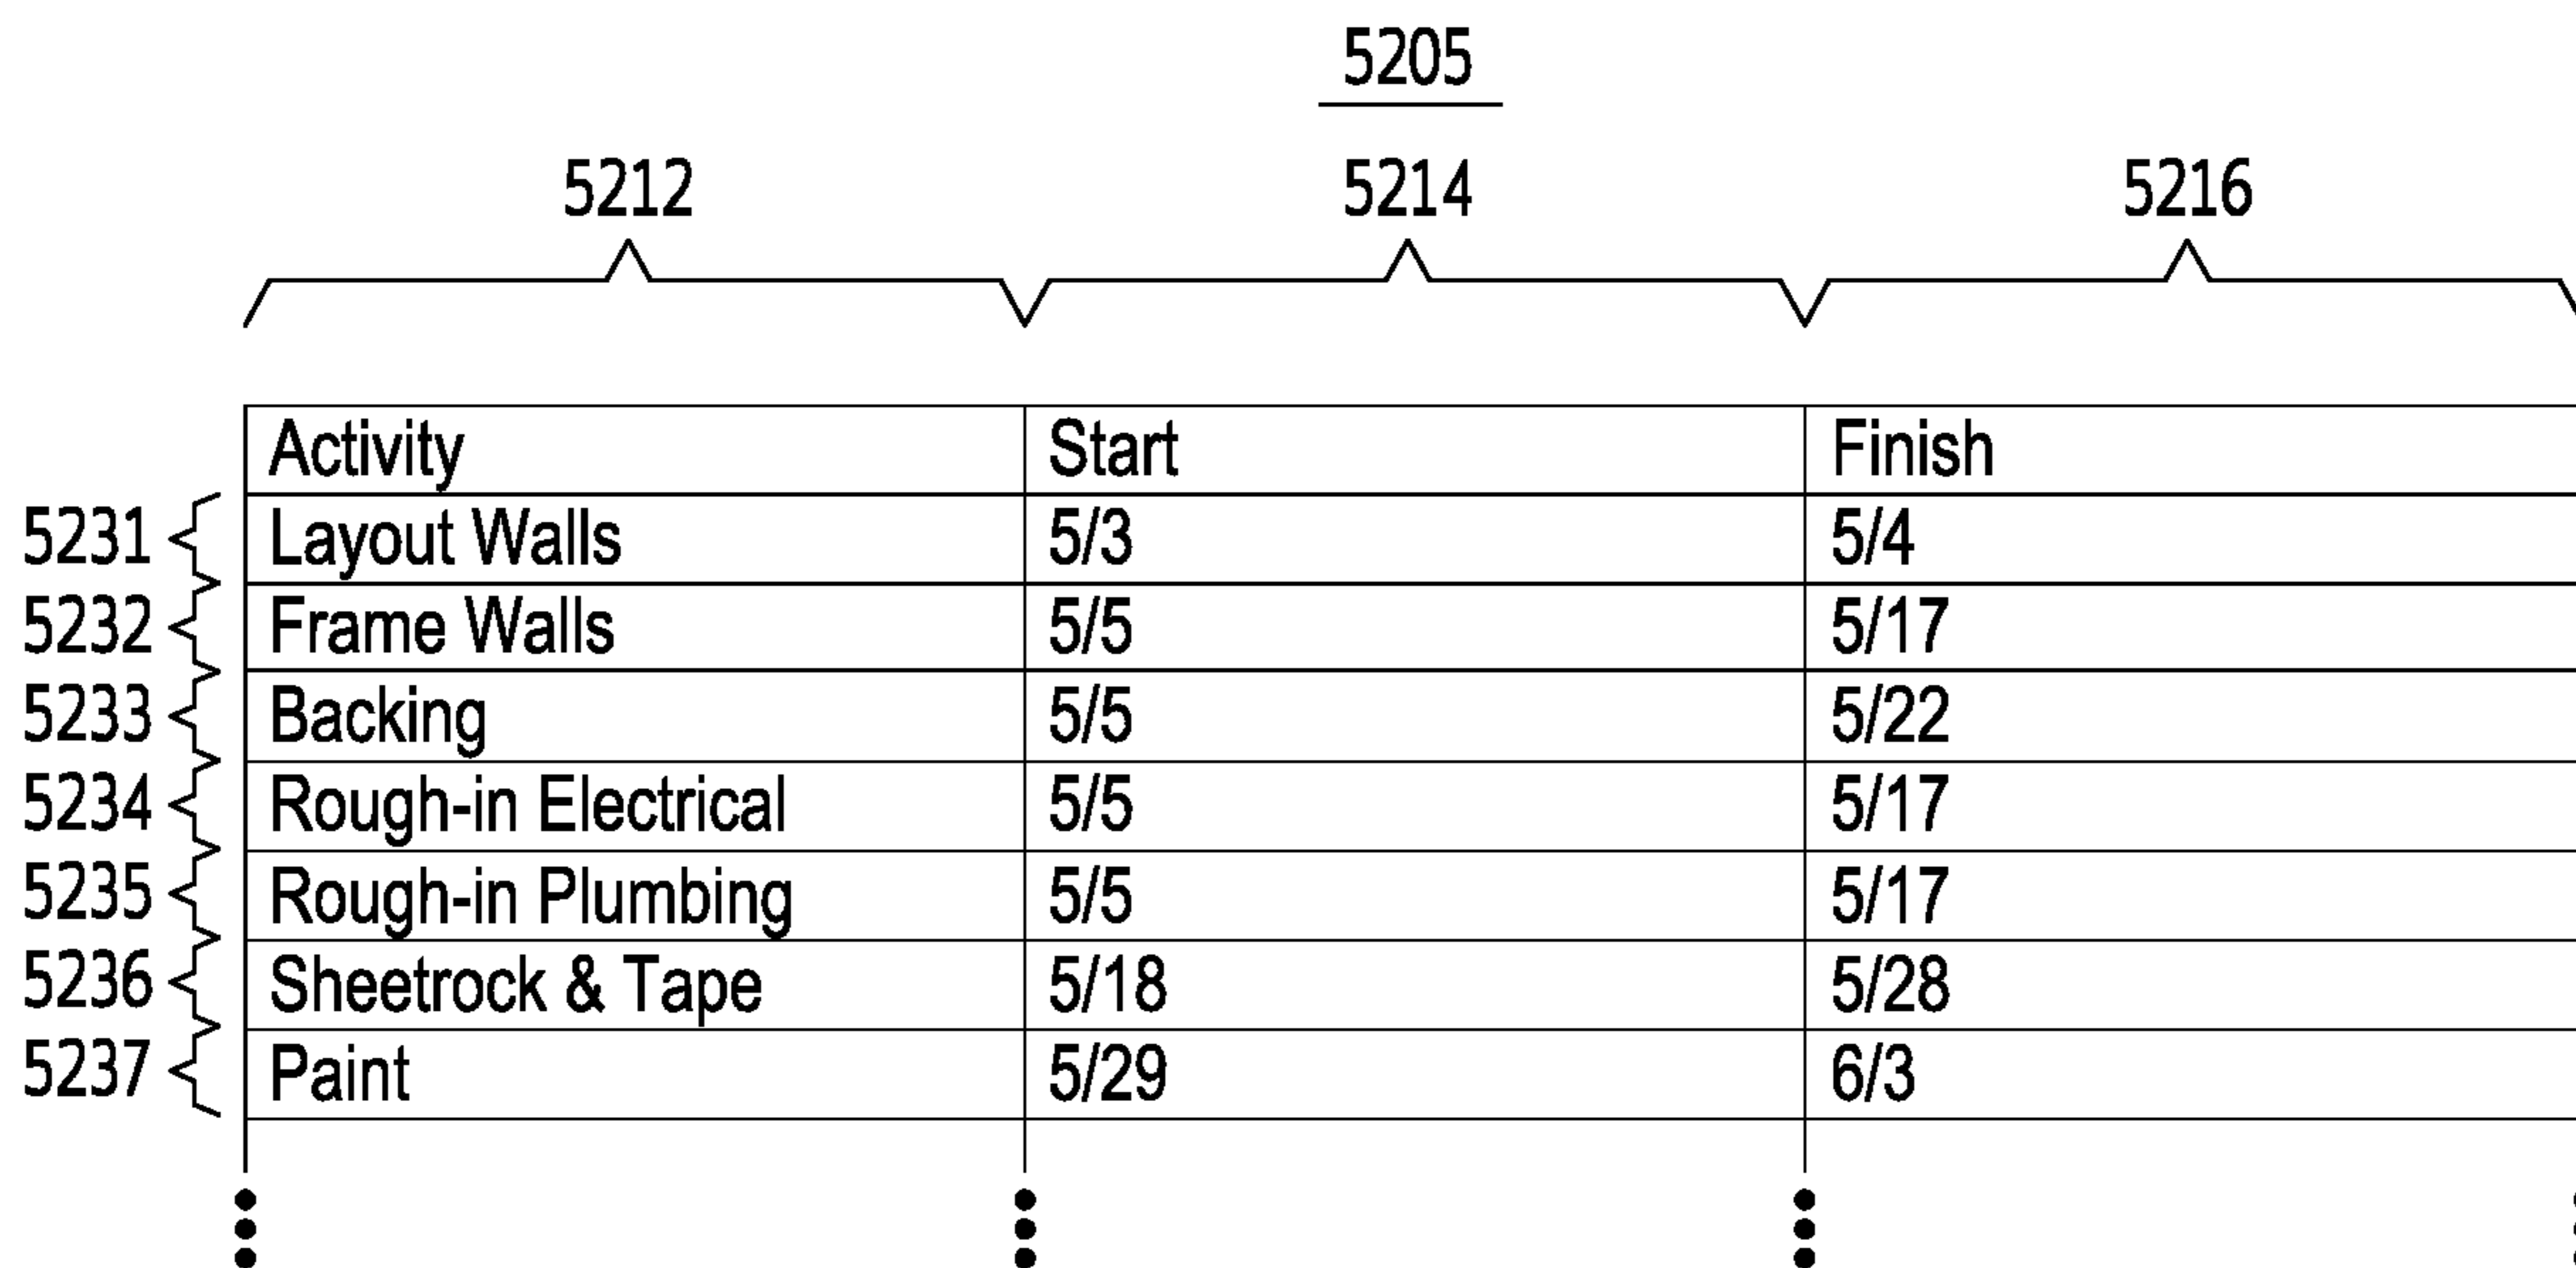 5205
5212 5214 5216
Activity Start Finish
5231 Layout Walls 5/3 5/4
5232 Frame Walls 5/5 5/17
5233 Backing 5/5 5/22
5234 Rough-in Electrical 5/5 5/17
5235 Rough-in Plumbing 5/5 5/17
5236 Sheetrock & Tape 5/18 5/28
5237 Paint 5/29 6/3